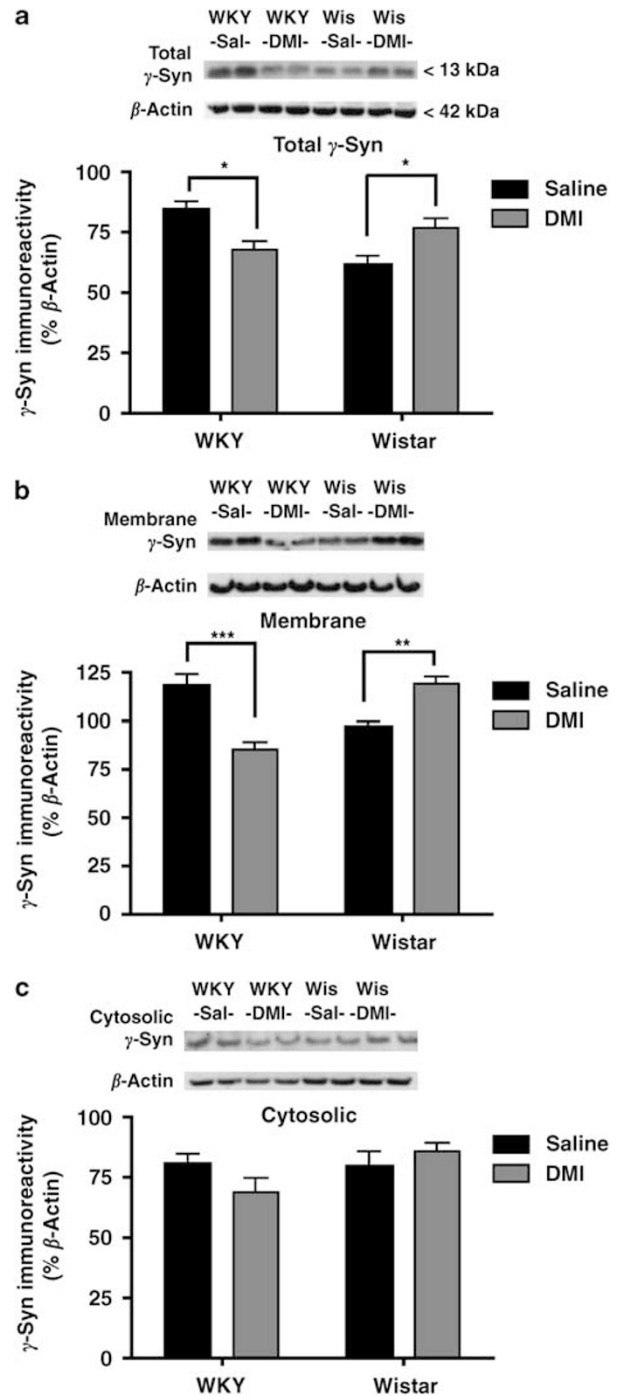 a
WKY WKY Wis Wis
-Sal- -DMI- -Sal- -DMI-
Total
γ-Syn
< 13 kDa
β-Actin
< 42 kDa
Total γ-Syn
γ-Syn immunoreactivity
(% β-Actin)
100
75
50
25
0
*
*
Saline
DMI
WKY
Wistar
b
WKY WKY Wis Wis
-Sal- -DMI- -Sal- -DMI-
Membrane
γ-Syn
β-Actin
Membrane
γ-Syn immunoreactivity
(% β-Actin)
125
100
75
50
25
0
***
**
Saline
DMI
WKY
Wistar
c
WKY WKY Wis Wis
-Sal- -DMI- -Sal- -DMI-
Cytosolic
γ-Syn
β-Actin
Cytosolic
γ-Syn immunoreactivity
(% β-Actin)
100
75
50
25
0
Saline
DMI
WKY
Wistar